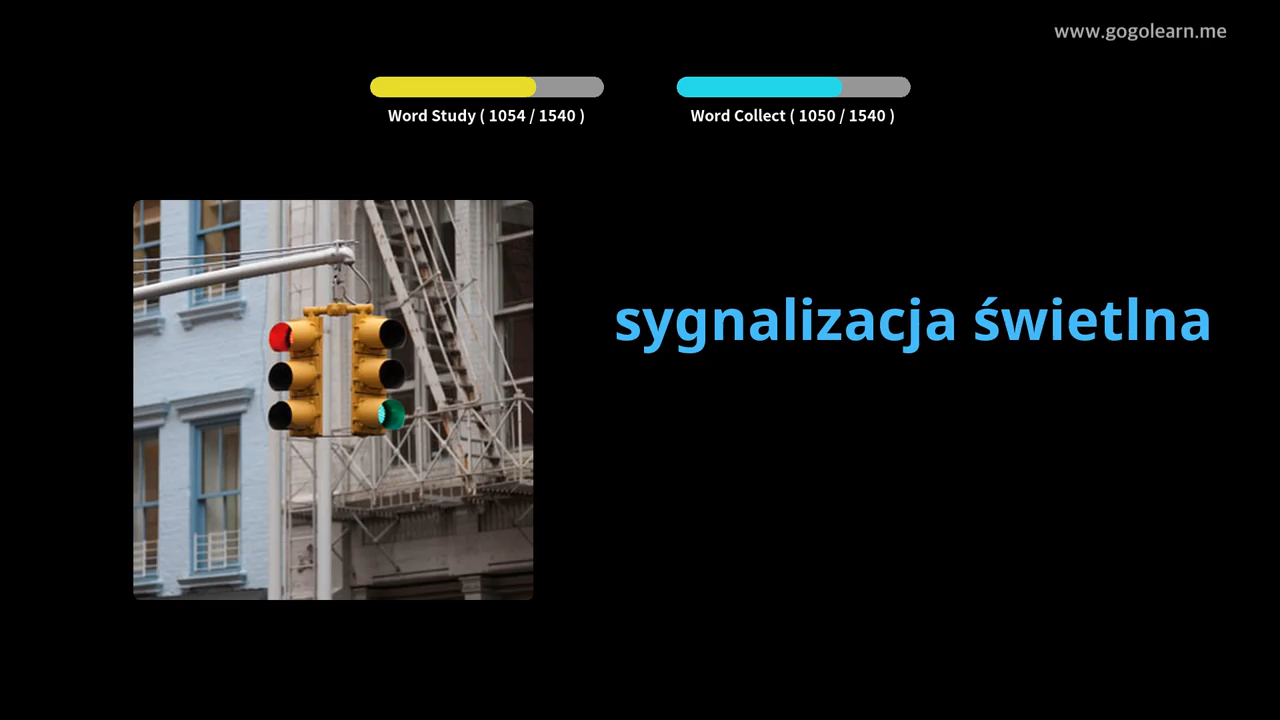 www.gogolearn.me
Word Study ( 1054 / 1540 )
Word Collect ( 1050 / 1540 )
sygnalizacja świetlna